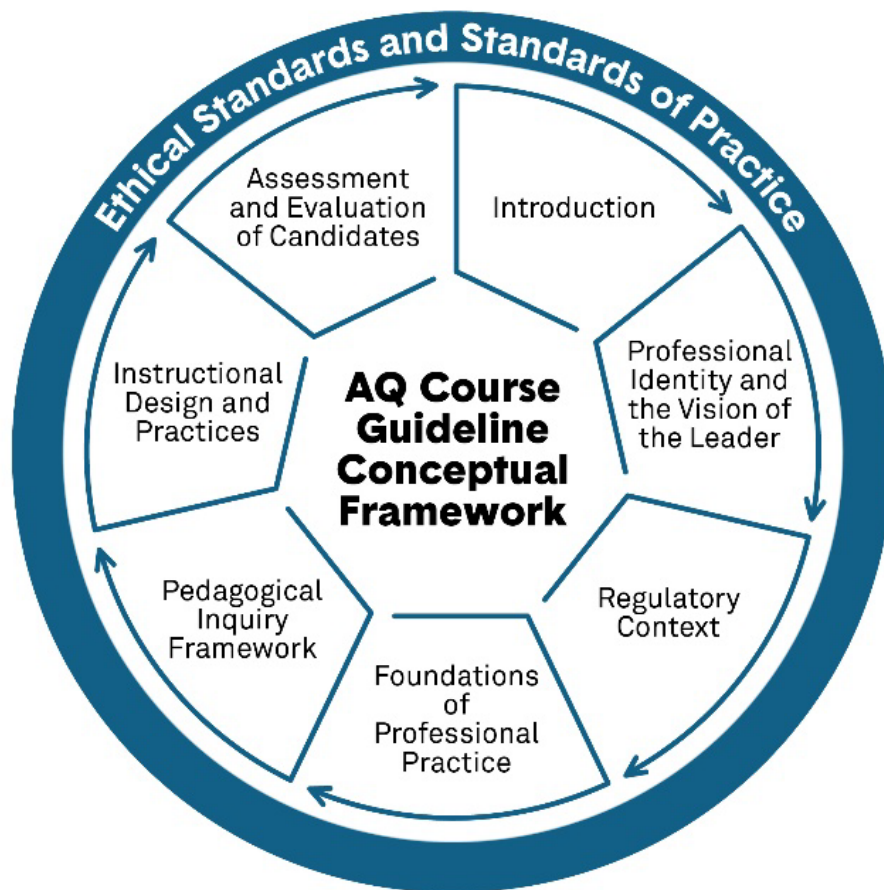 Ethical Standards and Standards of Practice
Introduction
Professional
Identity and
the Vision of
the Leader
Regulatory
Context
Foundations
of
Professional
Practice
Pedagogical
Inquiry
Framework
Instructional
Design and
Practices
Assessment
and Evaluation
of Candidates
AQ Course
Guideline
Conceptual
Framework